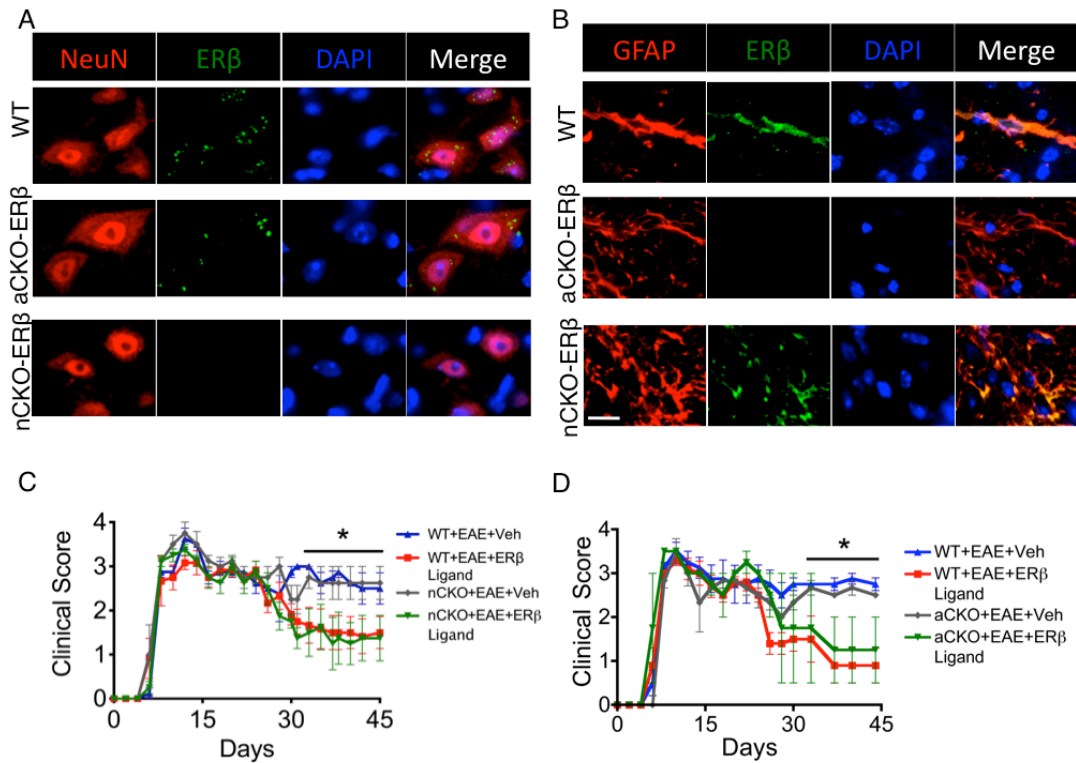 A
NeuN ERβ DAPI Merge
WT
aCKO-ERβ
nCKO-ERβ
B
GFAP ERβ DAPI Merge
WT
aCKO-ERβ
nCKO-ERβ
C
Clinical Score
4
3
2
1
0
0 15 30 45
Days
*
WT+EAE+Veh
WT+EAE+ERβ
Ligand
nCKO+EAE+Veh
nCKO+EAE+ERβ
Ligand
D
Clinical Score
4
3
2
1
0
0 15 30 45
Days
*
WT+EAE+Veh
WT+EAE+ERβ
Ligand
aCKO+EAE+Veh
aCKO+EAE+ERβ
Ligand